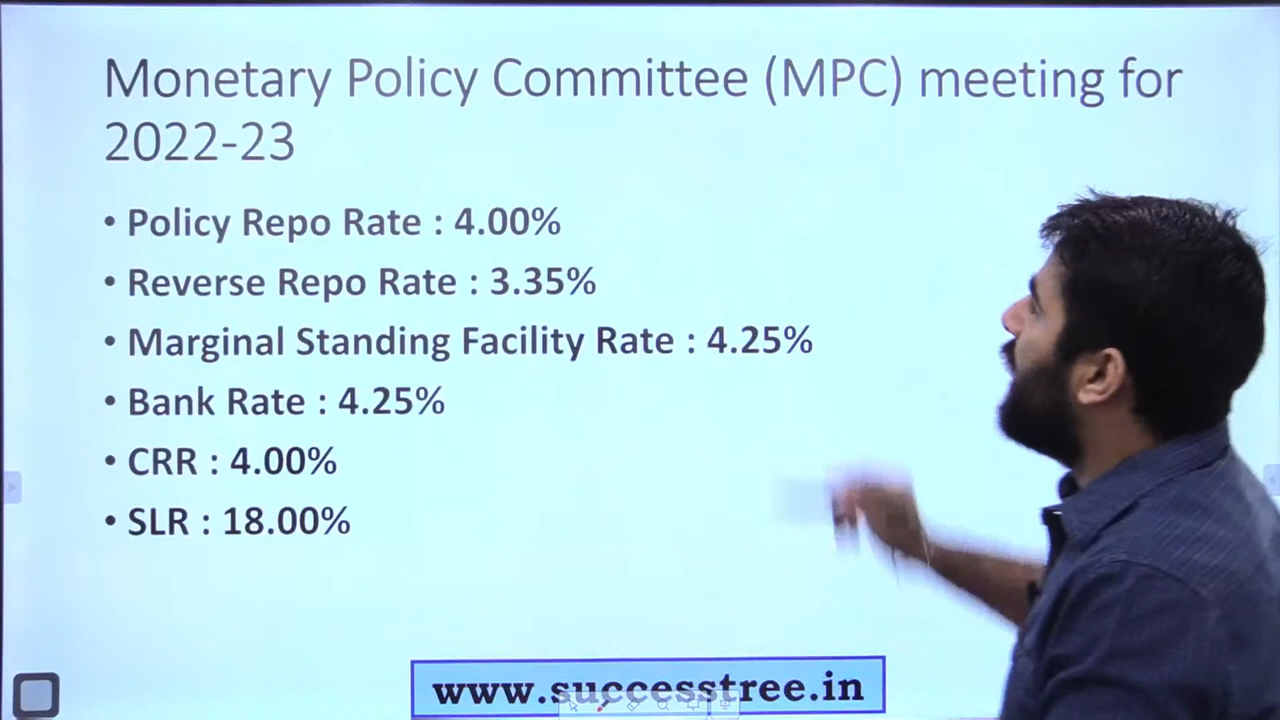 Monetary Policy Committee (MPC) meeting for
2022-23
• Policy Repo Rate : 4.00%
• Reverse Repo Rate : 3.35%
• Marginal Standing Facility Rate : 4.25%
• Bank Rate : 4.25%
• CRR : 4.00%
• SLR : 18.00%
www.successtree.in